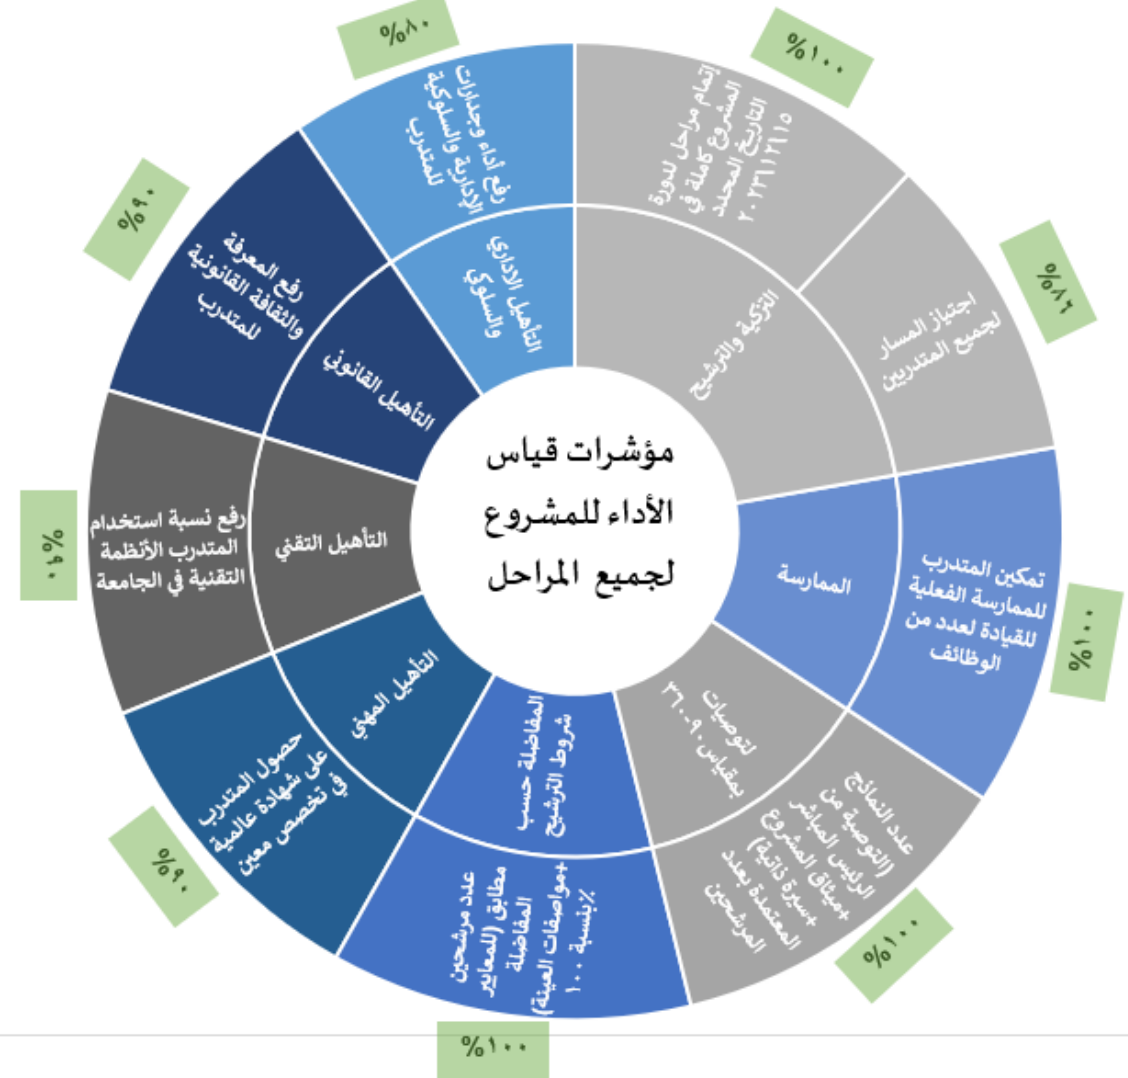 مؤشرات قياس
الأداء للمشروع
لجميع المراحل
التزكية والترشيح
إتمام مراحل لدورة
المشروع كاملة في
التاريخ المحدد
٢٠٢٣١١٢١١٥
%١٠٠
اجتياز المسار
لجميع المتدربين
%٨٦
الممارسة
تمكين المتدرب
للممارسة الفعلية
للقيادة لعدد من
الوظائف
%١٠٠
لتوصيات
بمقياس ٩٠-٣٦٠
عدد النماذج
(التوصية من
الرئيس المباشر
+ميثاق المشروع
+سيرة ذاتية)
المعتمدة بعدد
المرشحين
%١٠٠
المفاضلة حسب
شروط الترشيح
عدد مرشحين
مطابق (للمعايير
المفاضلة
+مواصفات العينة)
بنسبة ١٠٠٪
%١٠٠
التأهيل المهني
حصول المتدرب
على شهادة عالمية
في تخصص معين
%٩٠
التأهيل التقني
رفع نسبة استخدام
المتدرب الأنظمة
التقنية في الجامعة
%٩٠
التأهيل القانوني
رفع المعرفة
والثقافة القانونية
للمتدرب
%٩٠
التأهيل الإداري
والسلوكي
رفع أداء وجدارات
الإدارية والسلوكية
للمتدرب
%٨٠